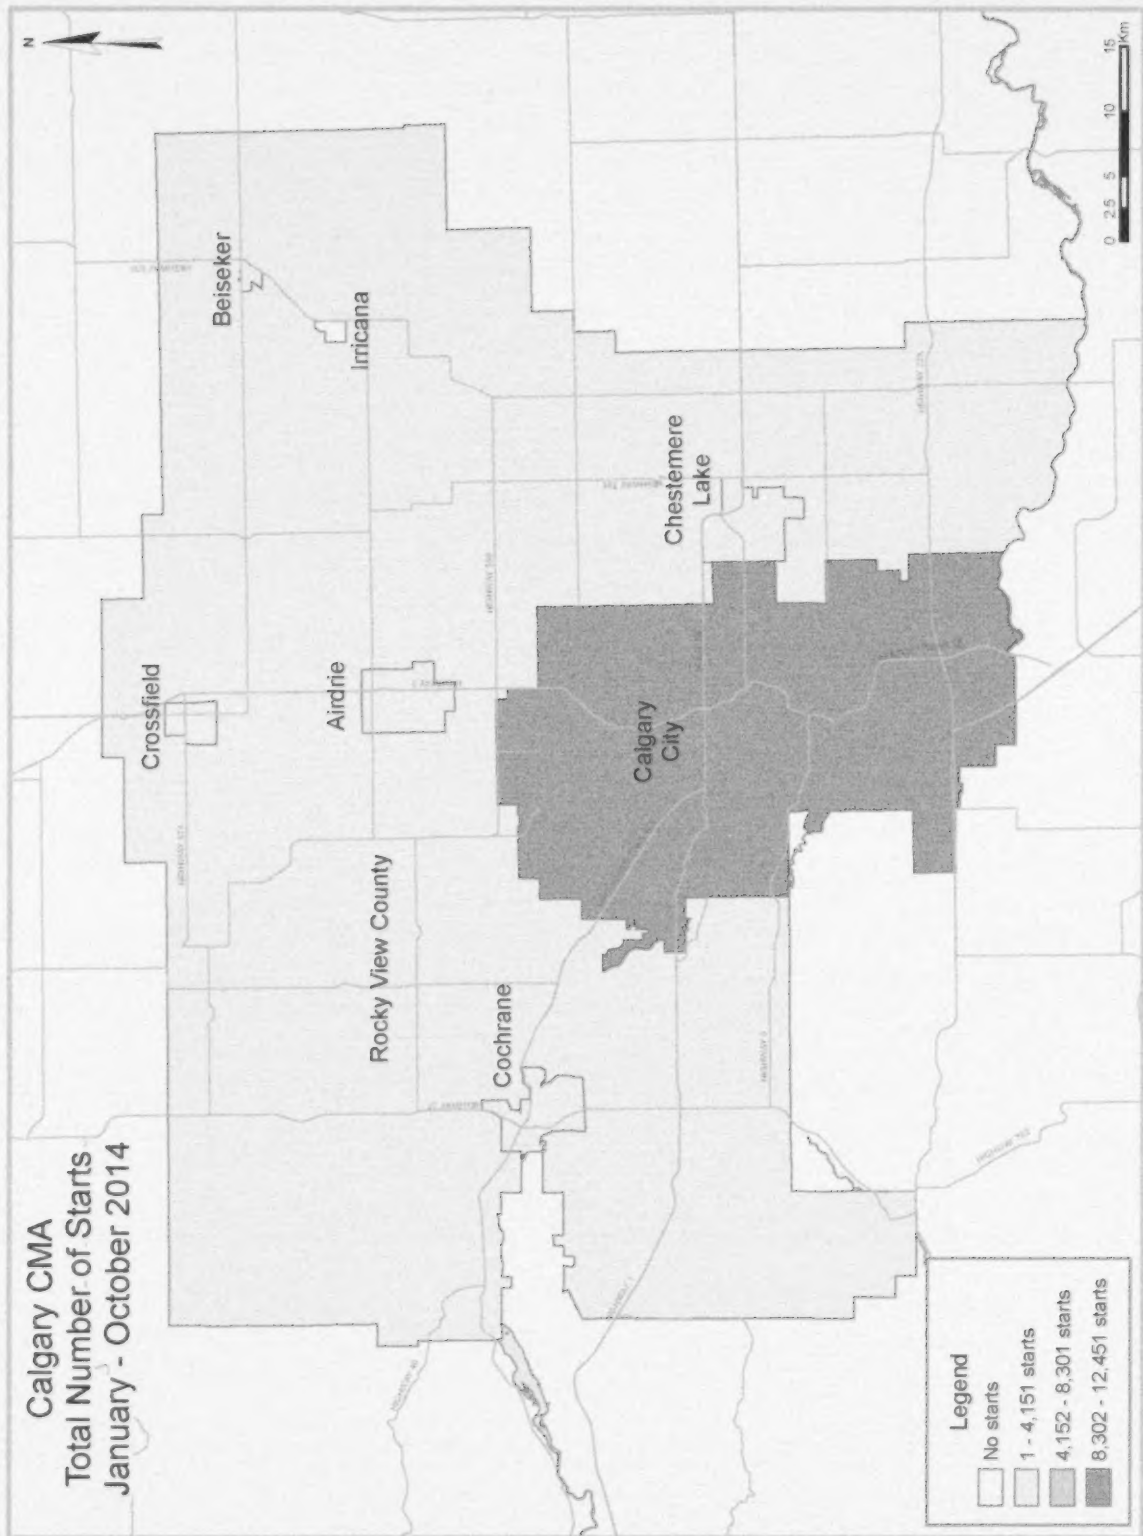 Calgary CMA
Total Number of Starts
January - October 2014
N
Crossfield
Beiseker
Irricana
Airdrie
Rocky View County
Cochrane
Calgary
City
Chestemere
Lake
Legend
No starts
1 - 4,151 starts
4,152 - 8,301 starts
8,302 - 12,451 starts
0 2.5 5 10 15
Km